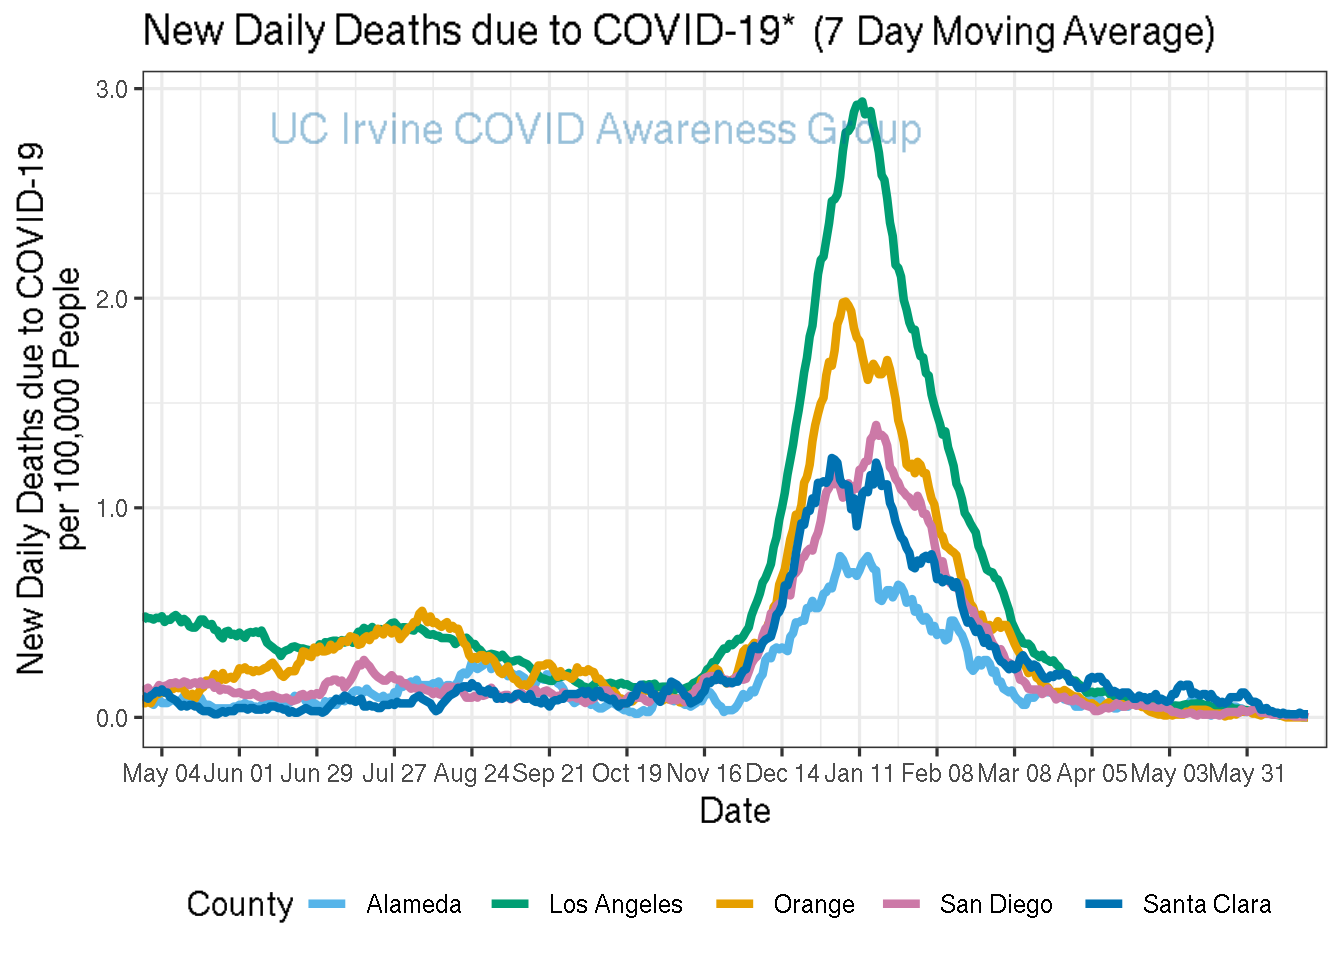 New Daily Deaths due to COVID-19* (7 Day Moving Average)
UC Irvine COVID Awareness Group
New Daily Deaths due to COVID-19
per 100,000 People
3.0
2.0
1.0
0.0
May 04 Jun 01 Jun 29 Jul 27 Aug 24 Sep 21 Oct 19 Nov 16 Dec 14 Jan 11 Feb 08 Mar 08 Apr 05 May 03 May 31
Date
County Alameda Los Angeles Orange San Diego Santa Clara